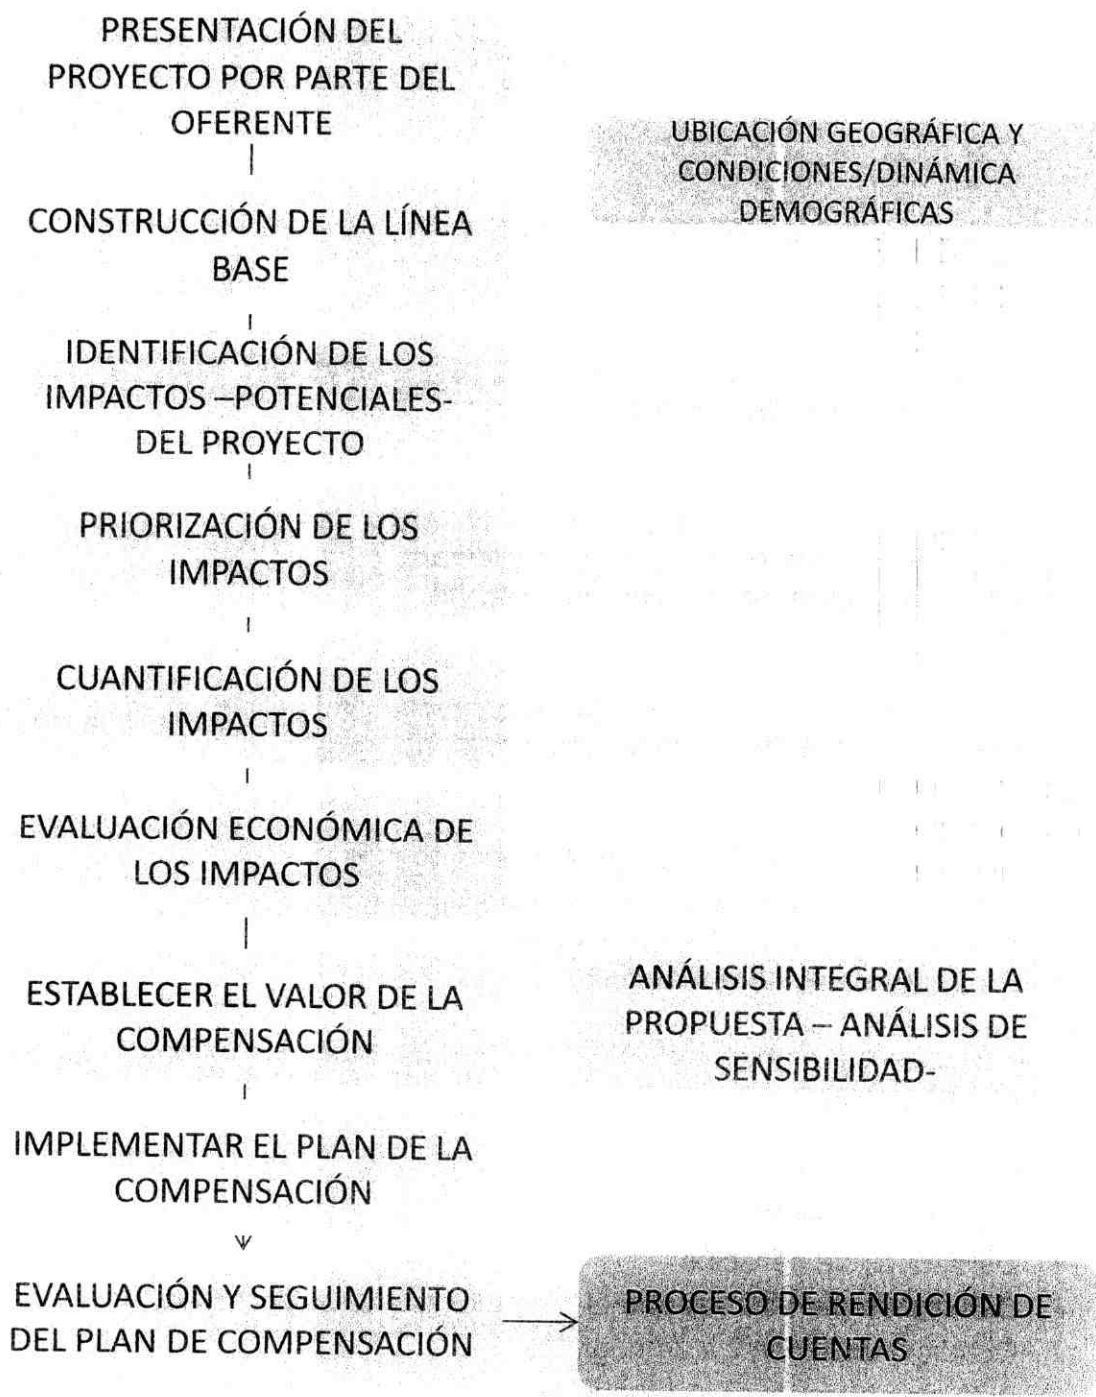 PRESENTACIÓN DEL
PROYECTO POR PARTE DEL
OFERENTE
UBICACIÓN GEOGRÁFICA Y
CONDICIONES/DINÁMICA
DEMOGRÁFICAS
CONSTRUCCIÓN DE LA LÍNEA
BASE
IDENTIFICACIÓN DE LOS
IMPACTOS –POTENCIALES-
DEL PROYECTO
PRIORIZACIÓN DE LOS
IMPACTOS
CUANTIFICACIÓN DE LOS
IMPACTOS
EVALUACIÓN ECONÓMICA DE
LOS IMPACTOS
ESTABLECER EL VALOR DE LA
COMPENSACIÓN
ANÁLISIS INTEGRAL DE LA
PROPUESTA – ANÁLISIS DE
SENSIBILIDAD-
IMPLEMENTAR EL PLAN DE LA
COMPENSACIÓN
EVALUACIÓN Y SEGUIMIENTO
DEL PLAN DE COMPENSACIÓN
PROCESO DE RENDICIÓN DE
CUENTAS